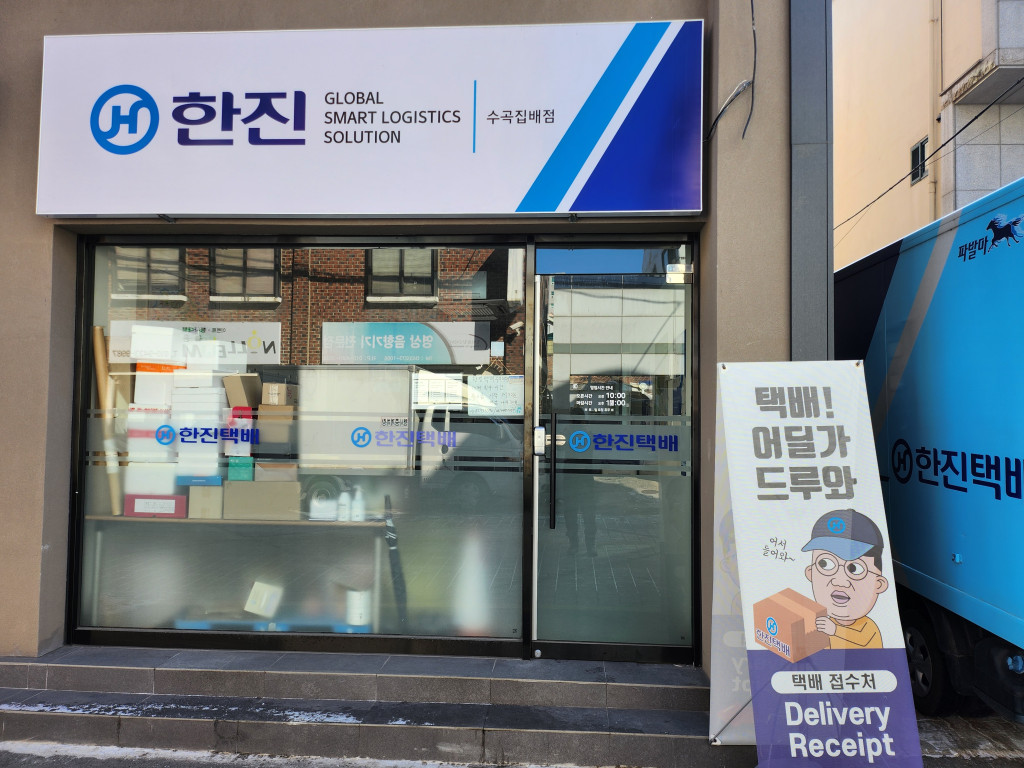 한진
GLOBAL
SMART LOGISTICS
SOLUTION
수곡집배점
파발마
한진택배
한진택배
한진택배
10:00
택배!
어딜가
드루와
어서
들어와~
한진택배
한진택배
택배 접수처
Delivery
Receipt